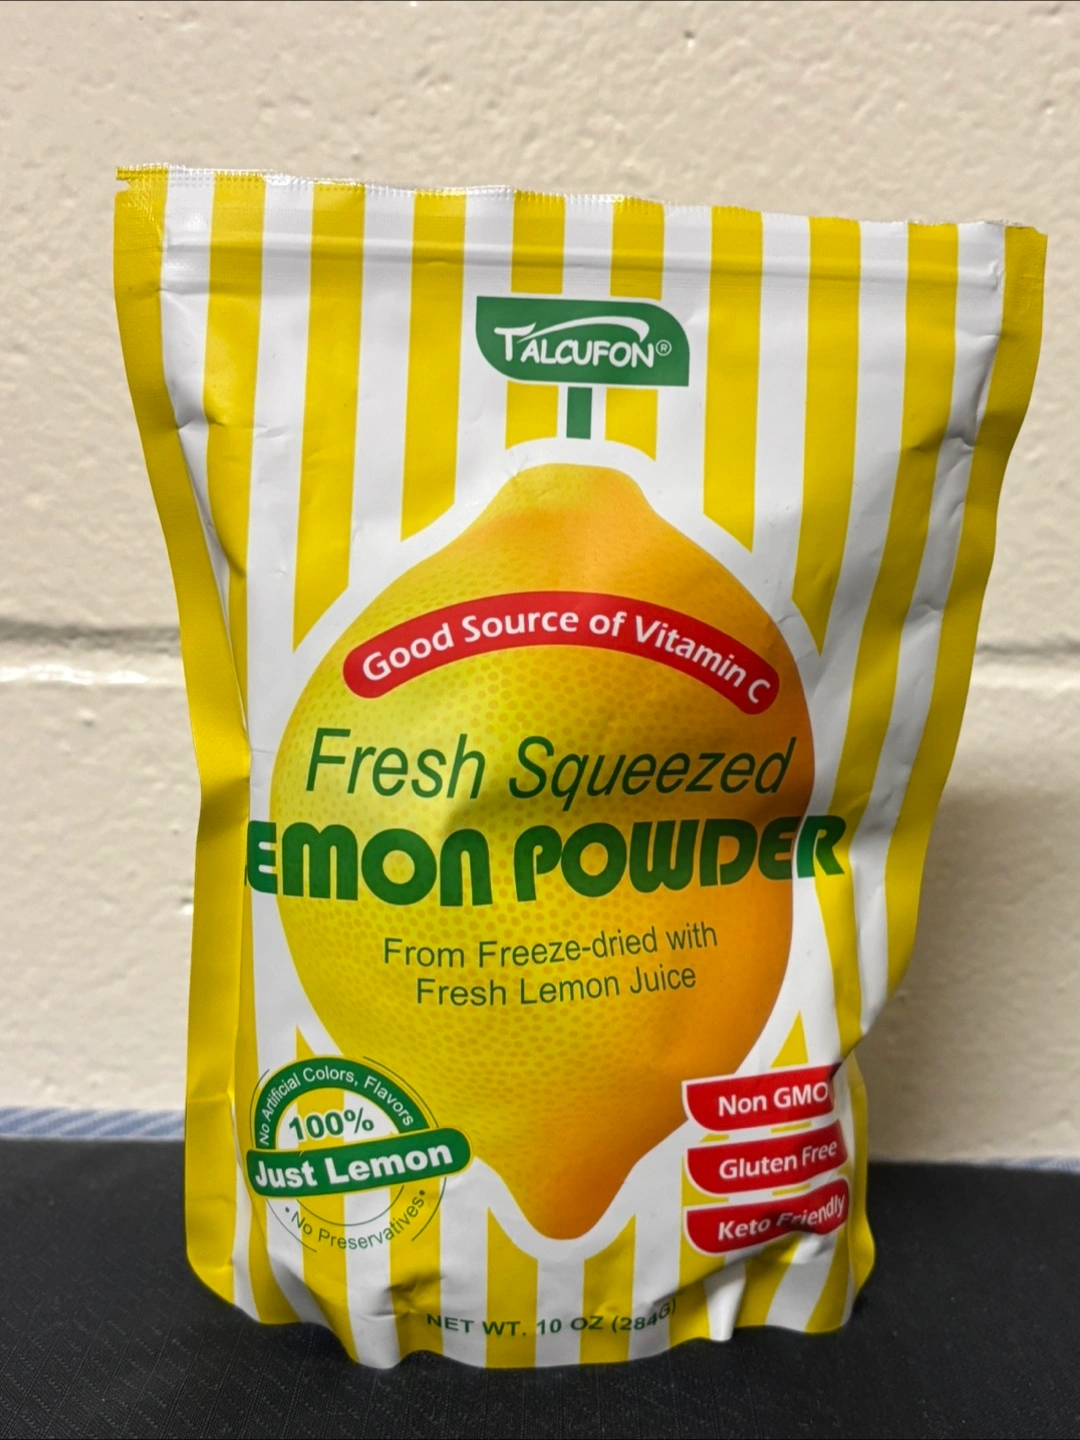 TALCUFON®
Good Source of Vitamin C
Fresh Squeezed
EMON POWDER
From Freeze-dried with
Fresh Lemon Juice
No Artificial Colors, Flavors
100%
Just Lemon
• No Preservatives •
Non GMO
Gluten Free
Keto Friendly
NET WT. 10 OZ (284G)